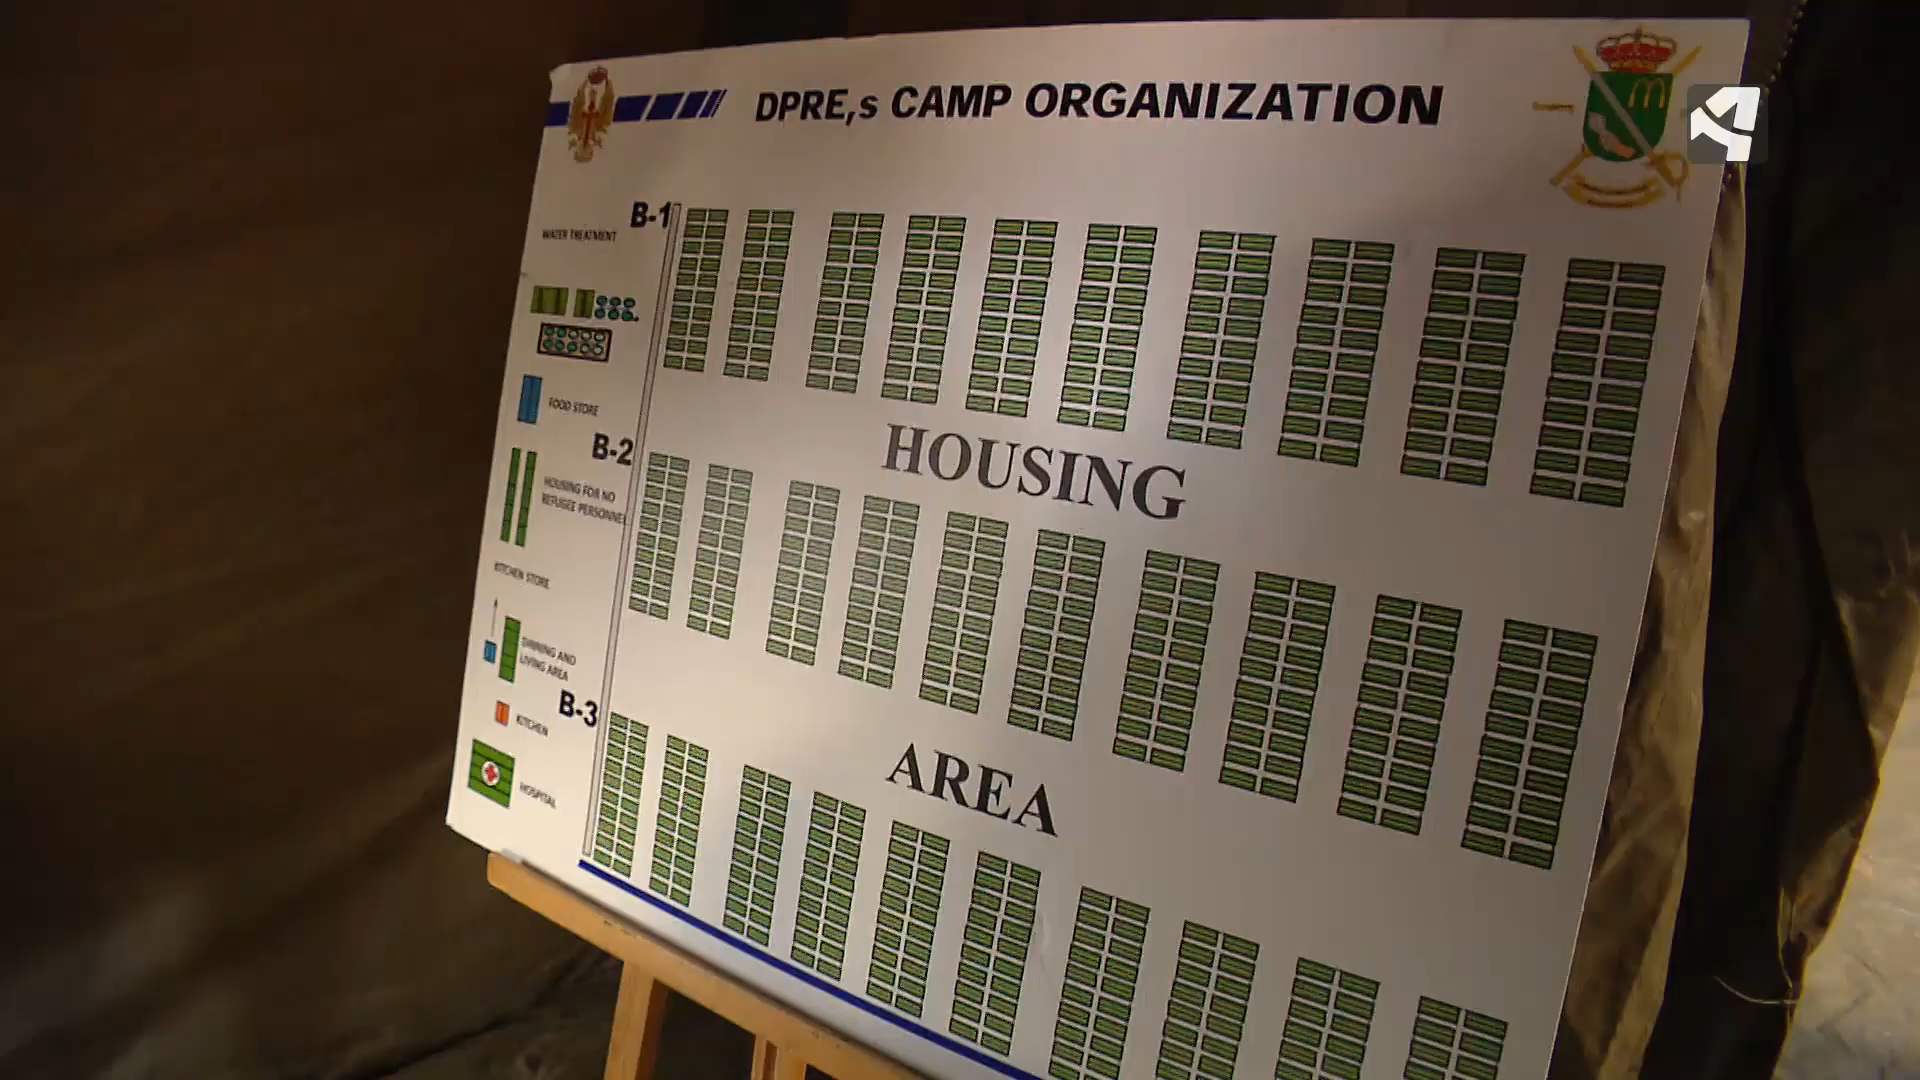 DPRE,s CAMP ORGANIZATION
B-1
WATER TREATMENT
FOOD STORE
HOUSING
B-2
HOUSING FOR NO
REFUGEE PERSONNEL
KITCHEN STORE
DINNING AND
LIVING AREA
B-3
KITCHEN
AREA
HOSPITAL